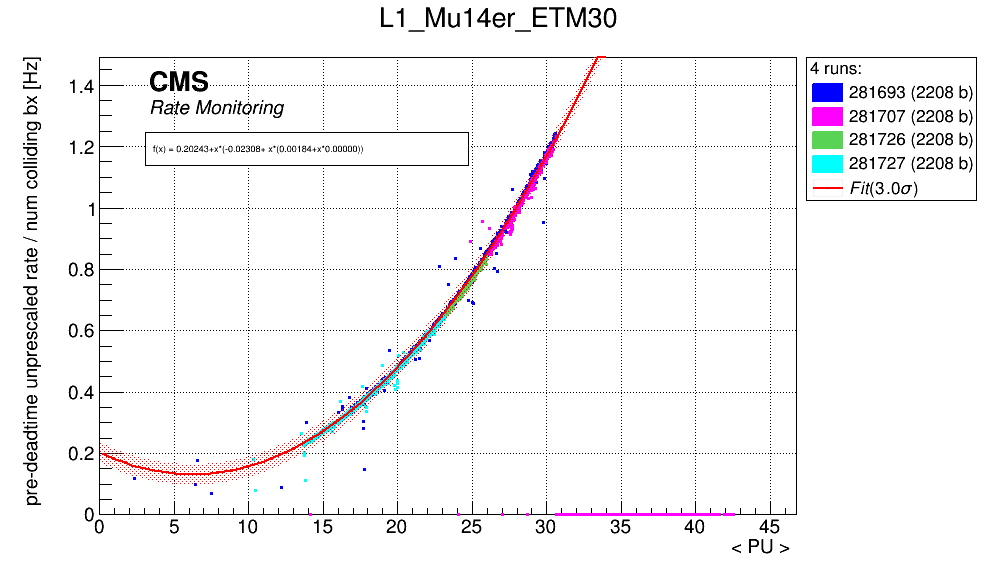 L1_Mu14er_ETM30
pre-deadtime unprescaled rate / num colliding bx [Hz]
CMS
Rate Monitoring
f(x) = 0.20243+x*(-0.02308+ x*(0.00184+x*0.00000))
1.4
1.2
1
0.8
0.6
0.4
0.2
0
0 5 10 15 20 25 30 35 40 45
< PU >
4 runs:
281693 (2208 b)
281707 (2208 b)
281726 (2208 b)
281727 (2208 b)
Fit(3.0σ)